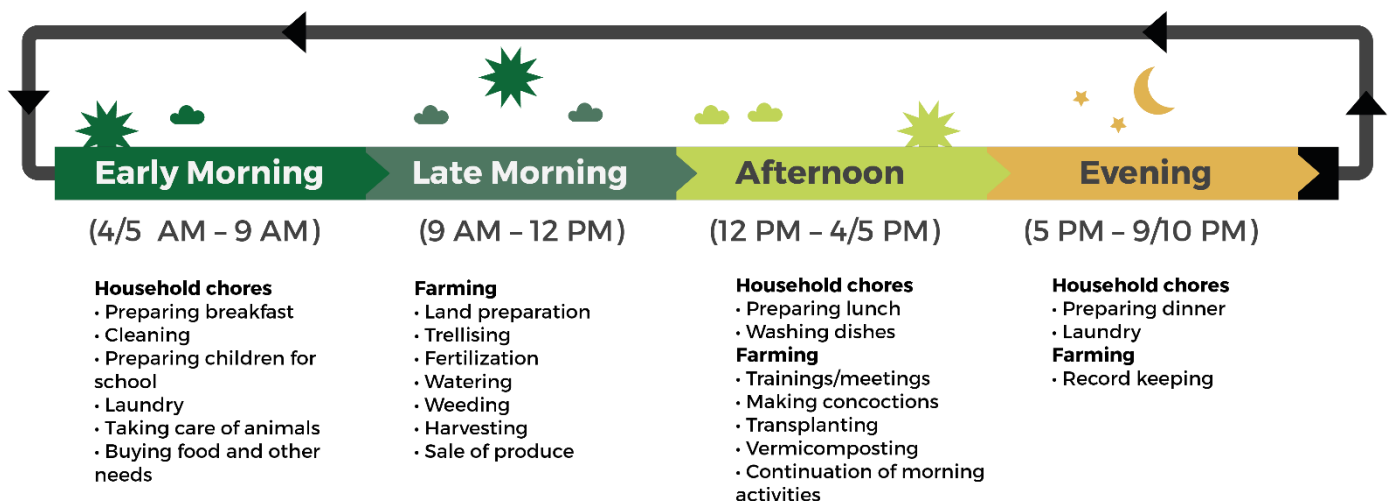 Early Morning
Late Morning
Afternoon
Evening
(4/5 AM – 9 AM)
(9 AM – 12 PM)
(12 PM – 4/5 PM)
(5 PM – 9/10 PM)
Household chores
• Preparing breakfast
• Cleaning
• Preparing children for
school
• Laundry
• Taking care of animals
• Buying food and other
needs
Farming
• Land preparation
• Trellising
• Fertilization
• Watering
• Weeding
• Harvesting
• Sale of produce
Household chores
• Preparing lunch
• Washing dishes
Farming
• Trainings/meetings
• Making concoctions
• Transplanting
• Vermicomposting
• Continuation of morning
activities
Household chores
• Preparing dinner
• Laundry
Farming
• Record keeping